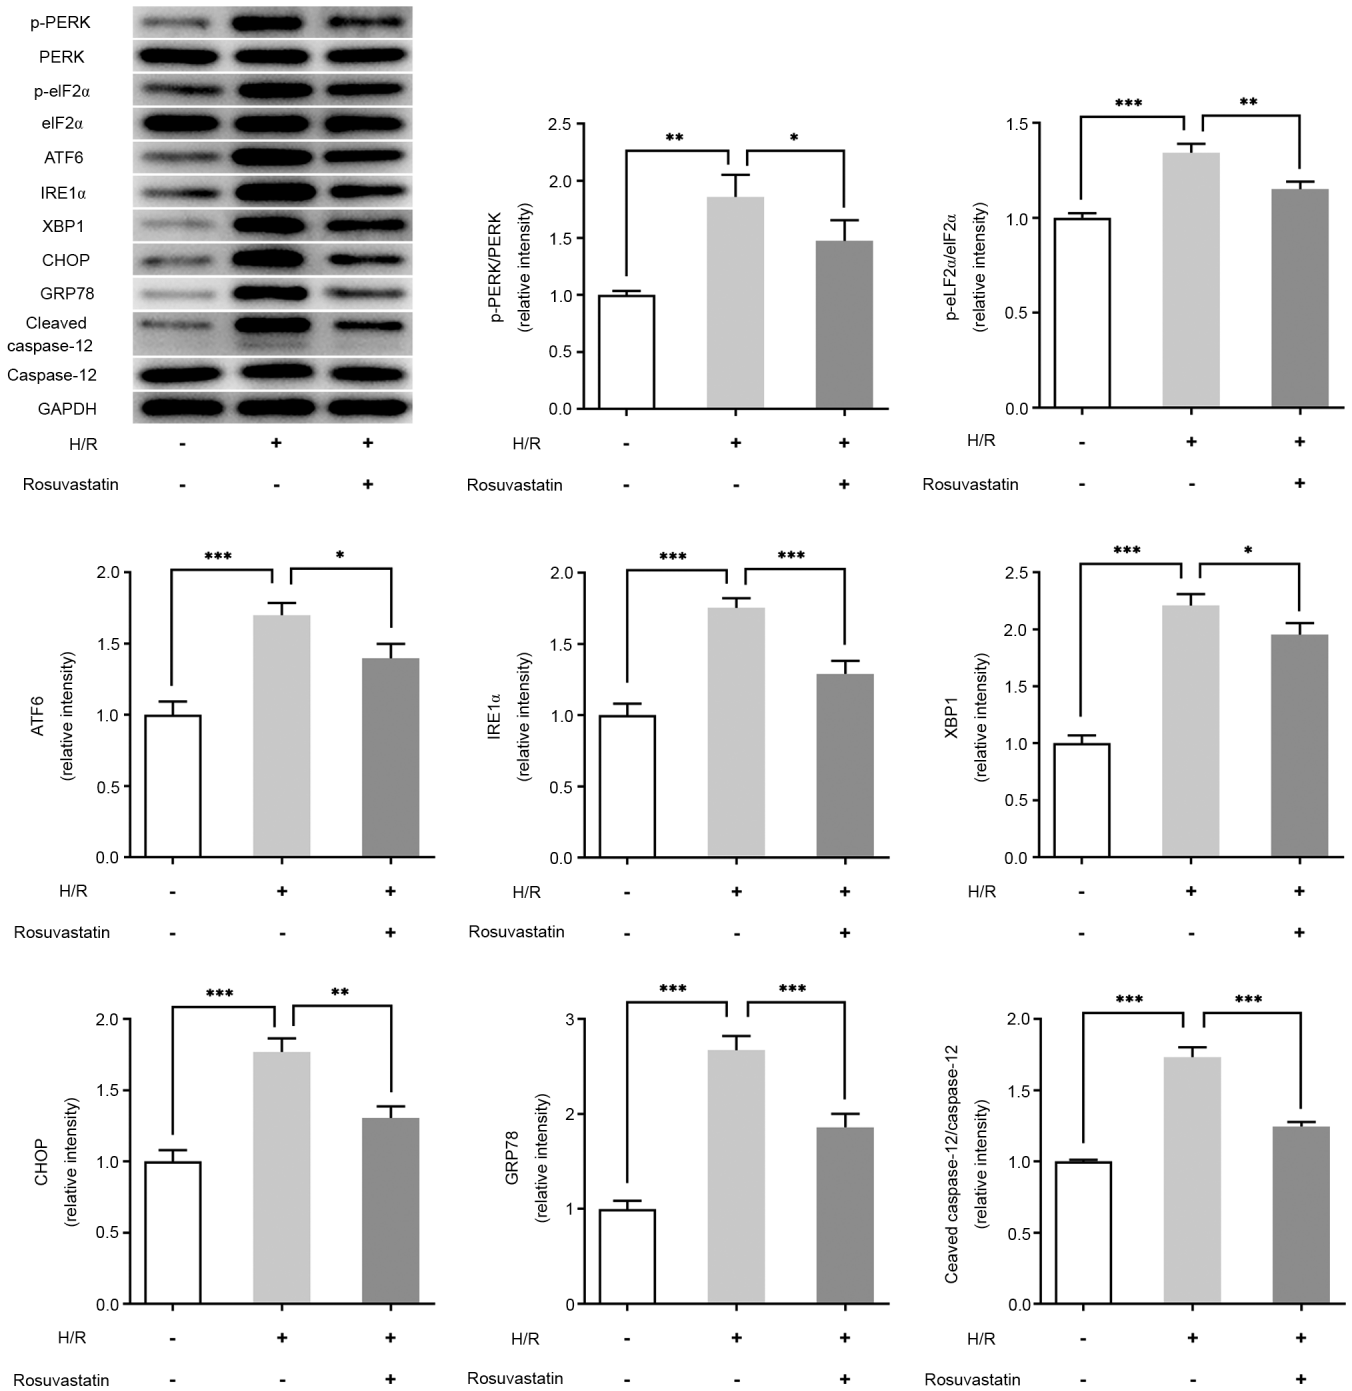 p-PERK
PERK
p-eIF2α
eIF2α
ATF6
IRE1α
XBP1
CHOP
GRP78
Cleaved
caspase-12
Caspase-12
GAPDH
H/R - + +
Rosuvastatin - - +
p-PERK/PERK
(relative intensity)
2.5
2.0
1.5
1.0
0.5
0.0
** *
H/R - + +
Rosuvastatin - - +
p-eLF2α/eIF2α
(relative intensity)
1.5
1.0
0.5
0.0
*** **
H/R - + +
Rosuvastatin - - +
ATF6
(relative intensity)
2.0
1.5
1.0
0.5
0.0
*** *
H/R - + +
Rosuvastatin - - +
IRE1α
(relative intensity)
2.0
1.5
1.0
0.5
0.0
*** ***
H/R - + +
Rosuvastatin - - +
XBP1
(relative intensity)
2.5
2.0
1.5
1.0
0.5
0.0
*** *
H/R - + +
Rosuvastatin - - +
CHOP
(relative intensity)
2.0
1.5
1.0
0.5
0.0
*** **
H/R - + +
Rosuvastatin - - +
GRP78
(relative intensity)
3
2
1
0
*** ***
H/R - + +
Rosuvastatin - - +
Ceaved caspase-12/caspase-12
(relative intensity)
2.0
1.5
1.0
0.5
0.0
*** ***
H/R - + +
Rosuvastatin - - +